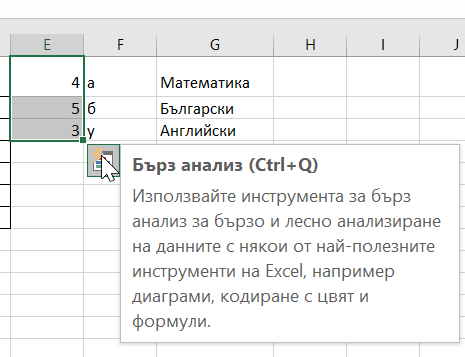 E F G H I J
4 а Математика
5 б Български
3 у Английски
Бърз анализ (Ctrl+Q)
Използвайте инструмента за бърз
анализ за бързо и лесно анализиране
на данните с някои от най-полезните
инструменти на Excel, например
диаграми, кодиране с цвят и
формули.